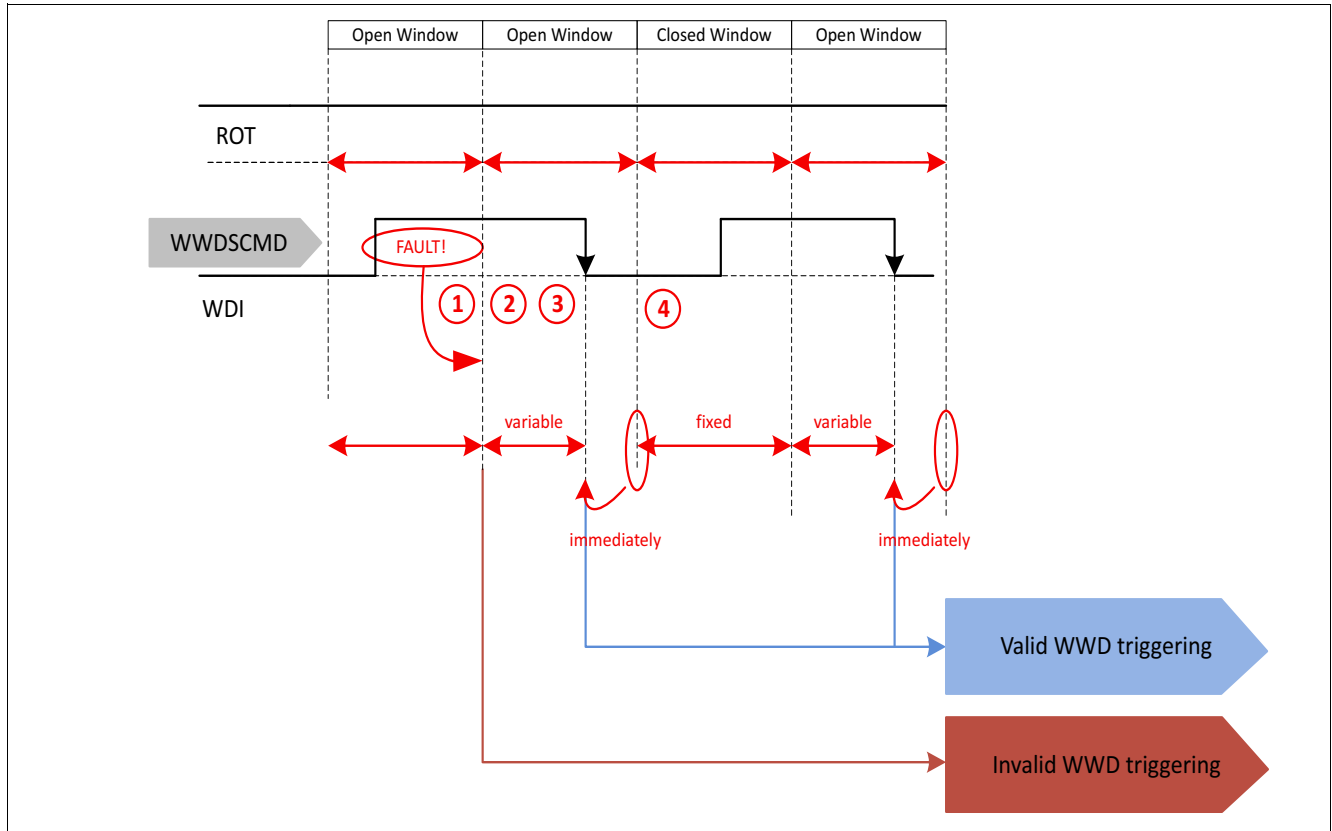 Open Window
Open Window
Closed Window
Open Window
ROT
WWDSCMD
FAULT!
WDI
1
2
3
4
variable
fixed
variable
immediately
immediately
Valid WWD triggering
Invalid WWD triggering